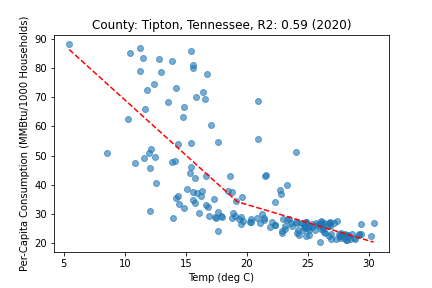 County: Tipton, Tennessee, R2: 0.59 (2020)
Per-Capita Consumption (MMBtu/1000 Households)
90
80
70
60
50
40
30
20
5 10 15 20 25 30
Temp (deg C)